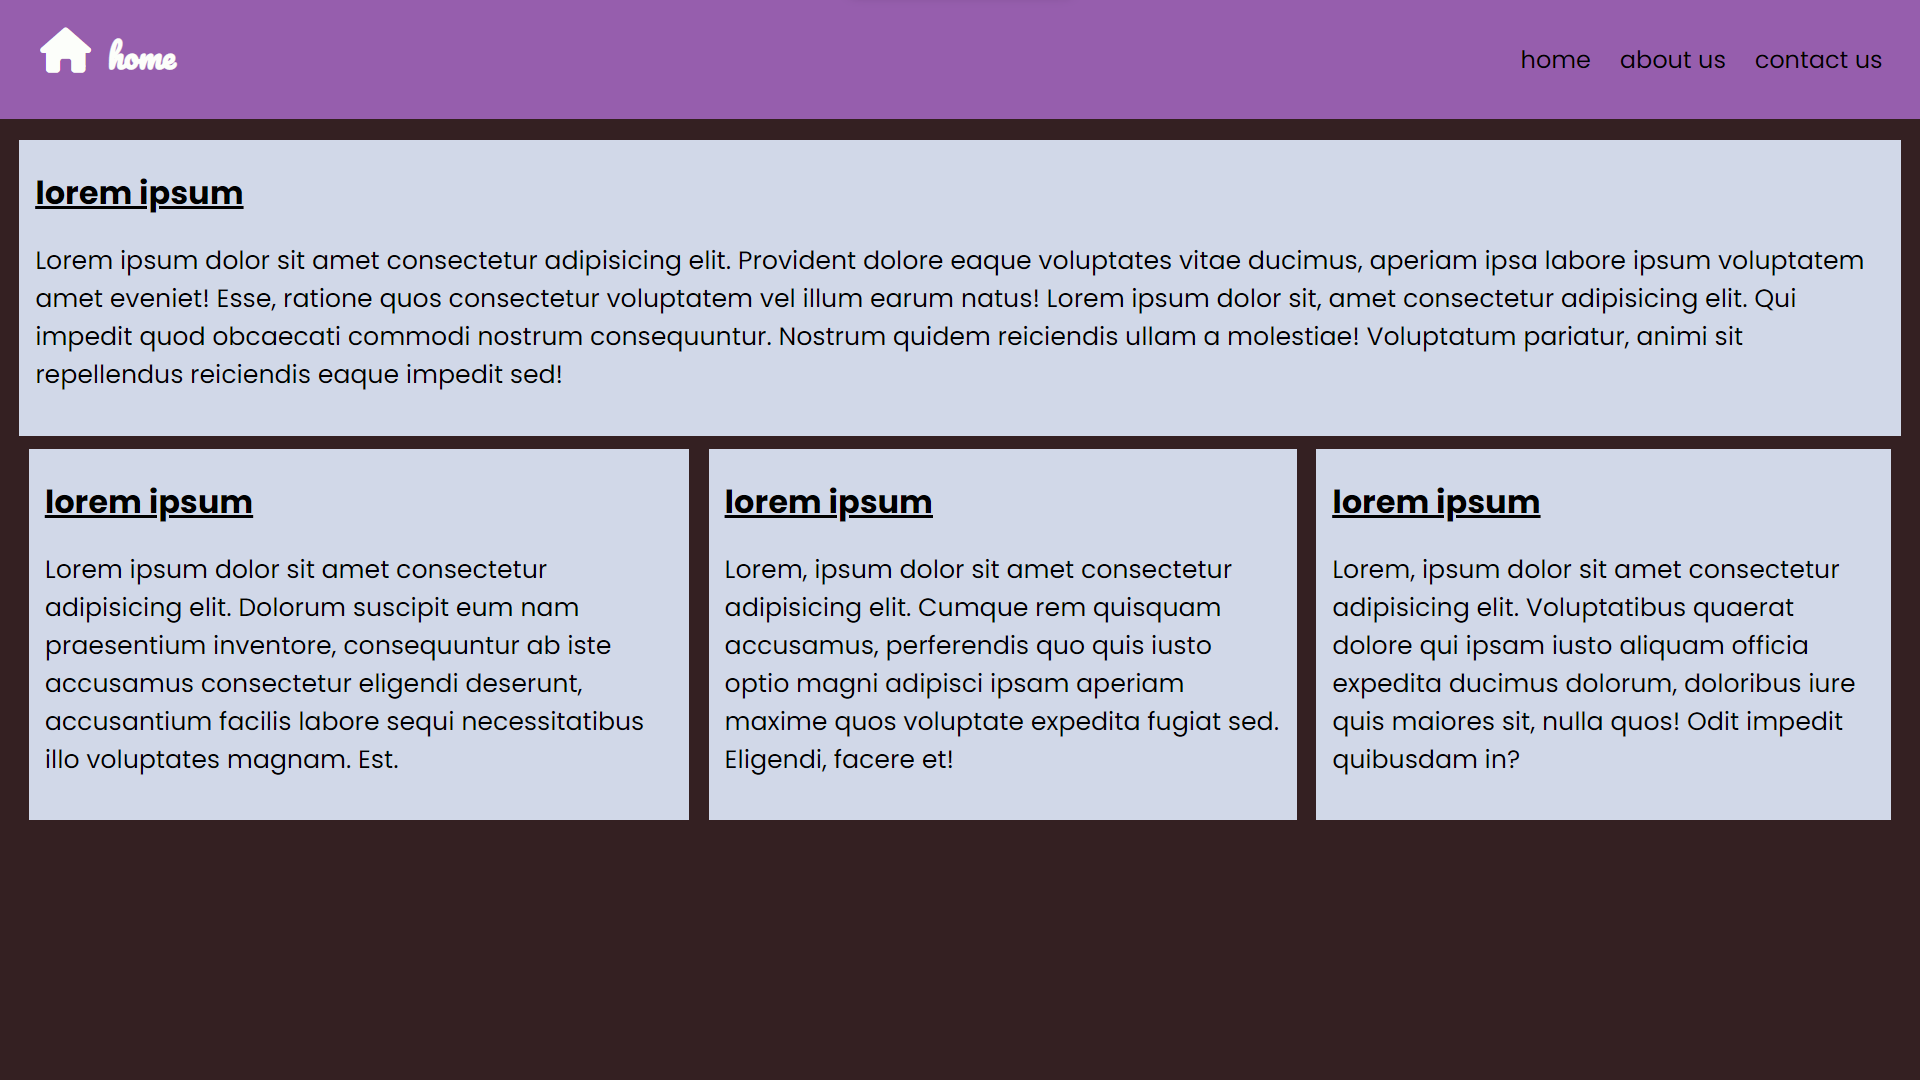 home
home about us contact us
lorem ipsum
Lorem ipsum dolor sit amet consectetur adipisicing elit. Provident dolore eaque voluptates vitae ducimus, aperiam ipsa labore ipsum voluptatem
amet eveniet! Esse, ratione quos consectetur voluptatem vel illum earum natus! Lorem ipsum dolor sit, amet consectetur adipisicing elit. Qui
impedit quod obcaecati commodi nostrum consequuntur. Nostrum quidem reiciendis ullam a molestiae! Voluptatum pariatur, animi sit
repellendus reiciendis eaque impedit sed!
lorem ipsum
Lorem ipsum dolor sit amet consectetur
adipisicing elit. Dolorum suscipit eum nam
praesentium inventore, consequuntur ab iste
accusamus consectetur eligendi deserunt,
accusantium facilis labore sequi necessitatibus
illo voluptates magnam. Est.
lorem ipsum
Lorem, ipsum dolor sit amet consectetur
adipisicing elit. Cumque rem quisquam
accusamus, perferendis quo quis iusto
optio magni adipisci ipsam aperiam
maxime quos voluptate expedita fugiat sed.
Eligendi, facere et!
lorem ipsum
Lorem, ipsum dolor sit amet consectetur
adipisicing elit. Voluptatibus quaerat
dolore qui ipsam iusto aliquam officia
expedita ducimus dolorum, doloribus iure
quis maiores sit, nulla quos! Odit impedit
quibusdam in?